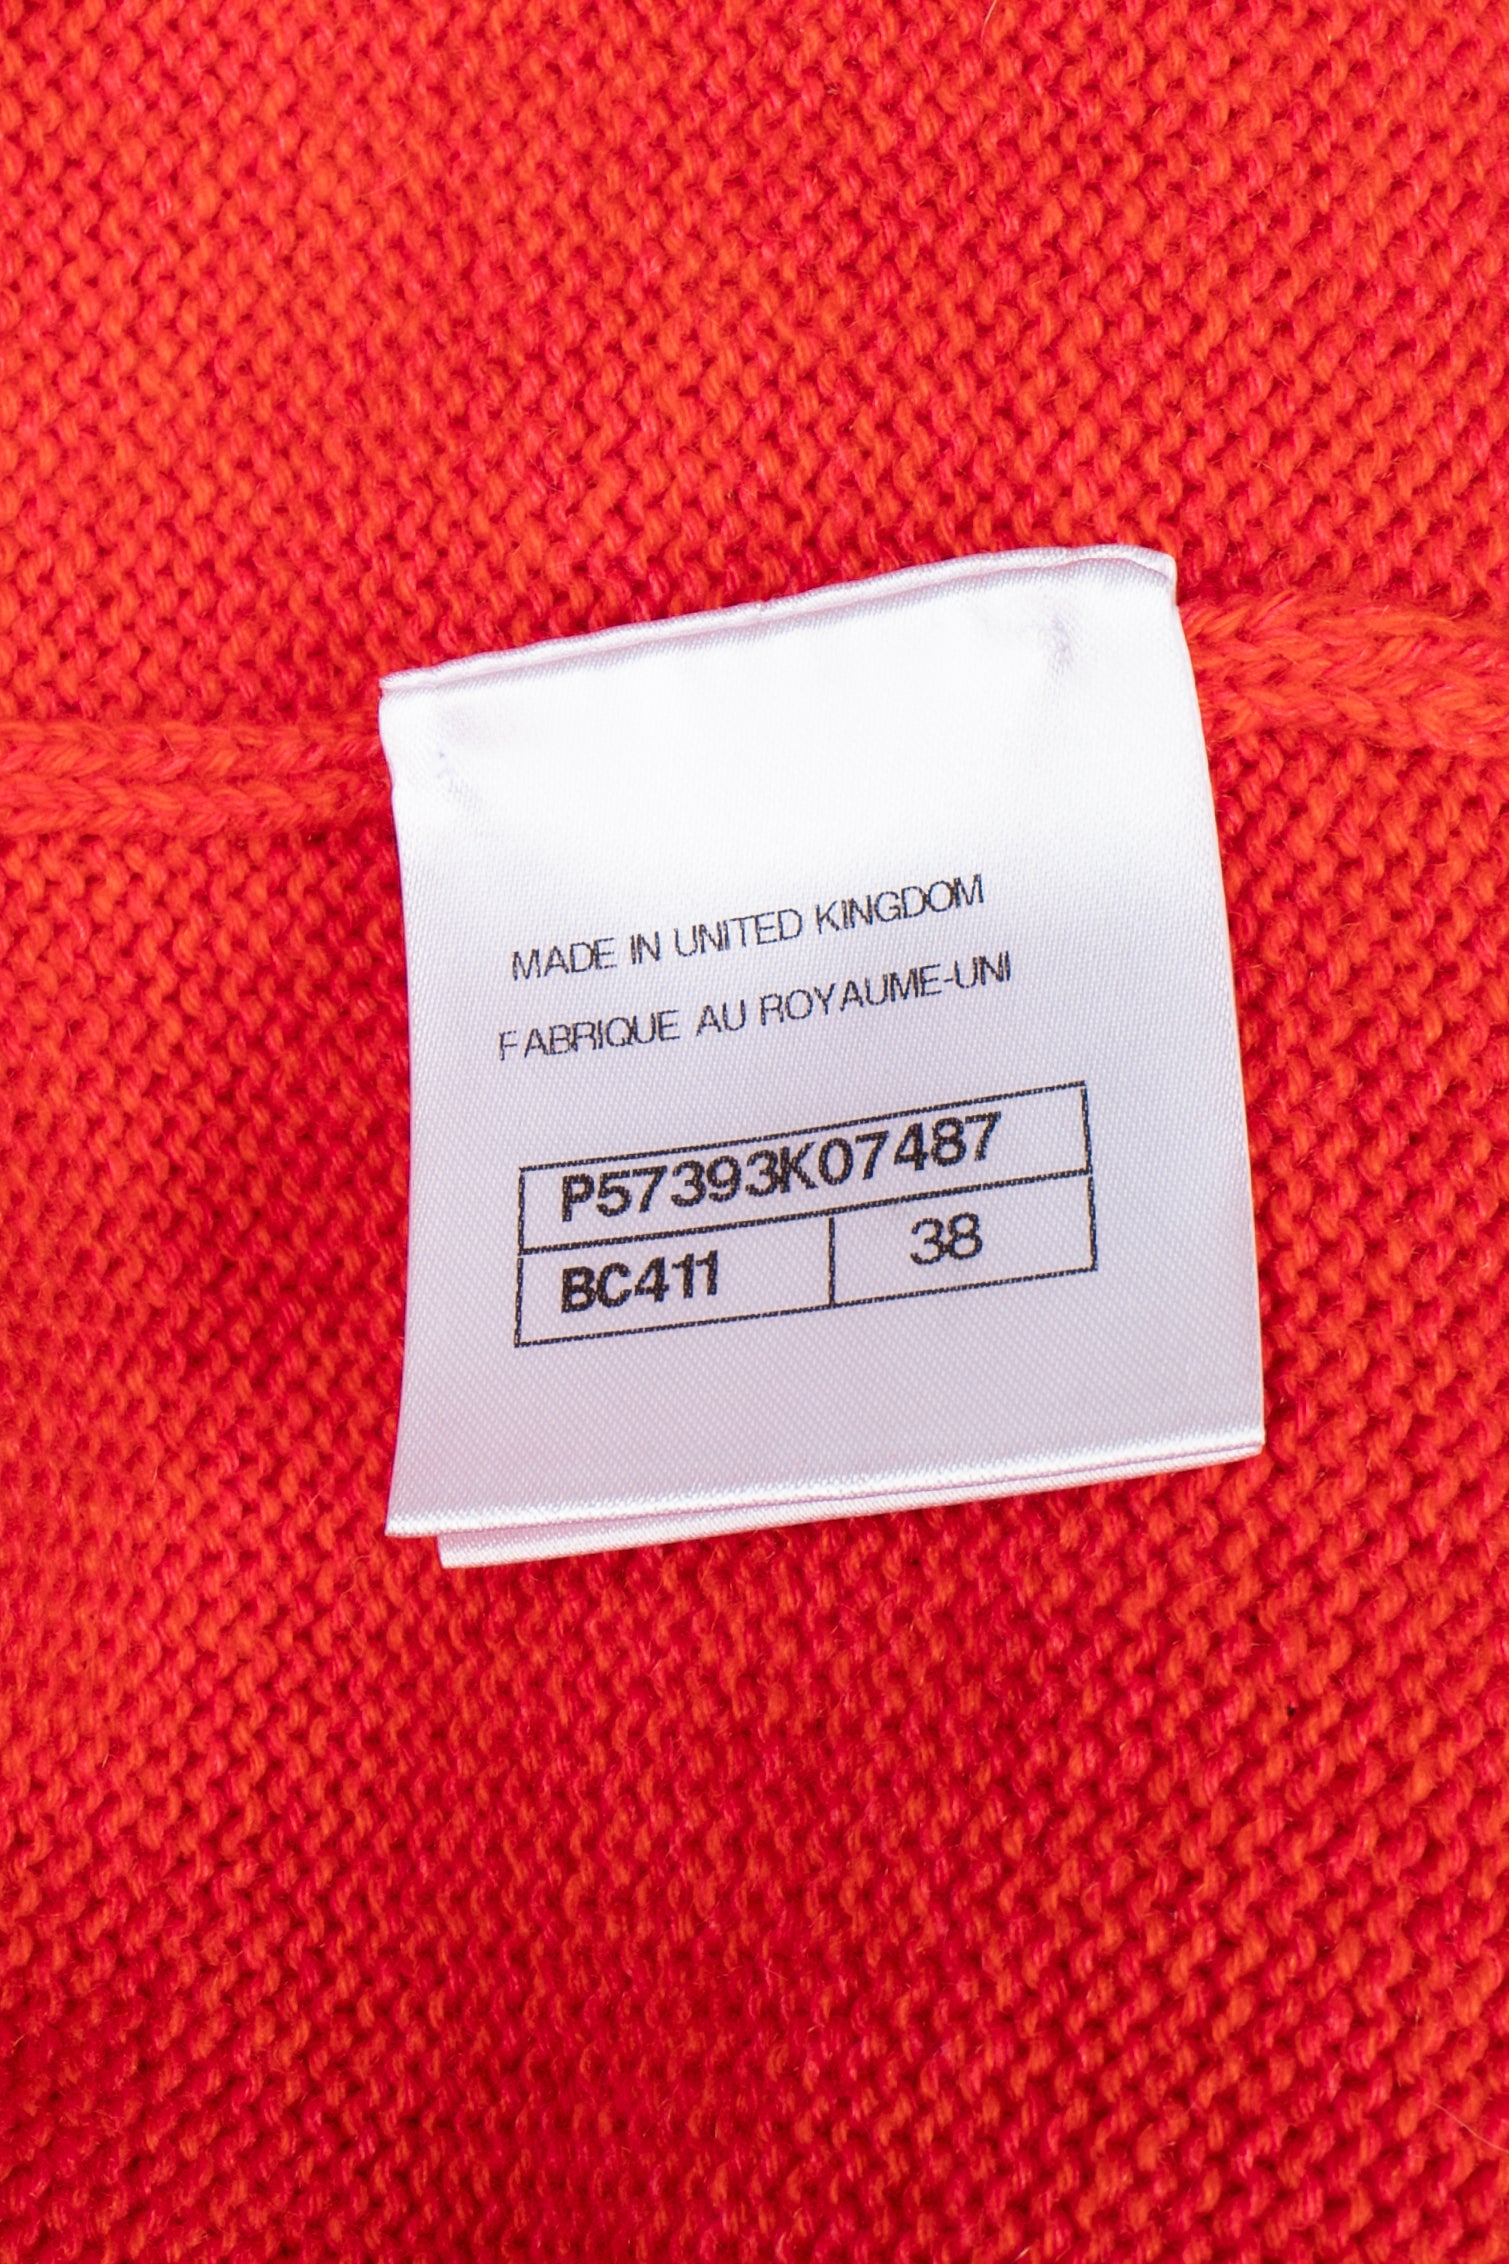 MADE IN UNITED KINGDOM
FABRIQUE AU ROYAUME-UNI
P57393K07487
BC411 38